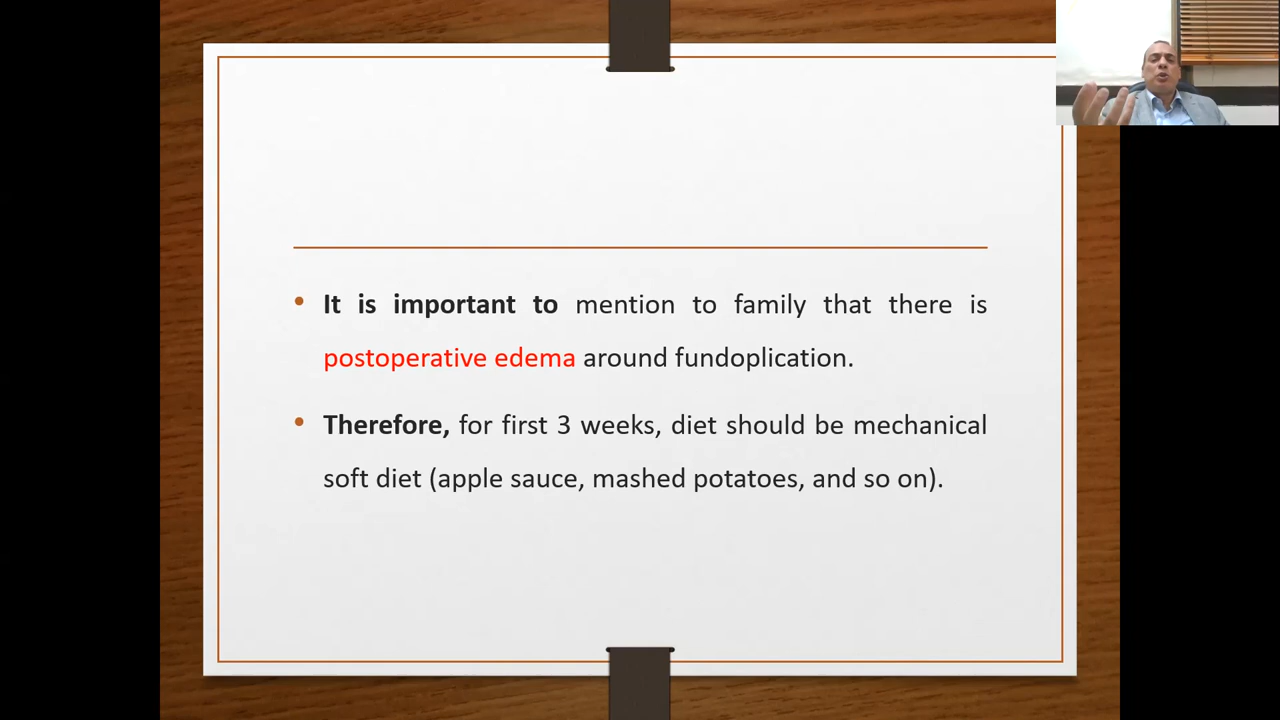 • It is important to mention to family that there is
postoperative edema around fundoplication.
• Therefore, for first 3 weeks, diet should be mechanical
soft diet (apple sauce, mashed potatoes, and so on).